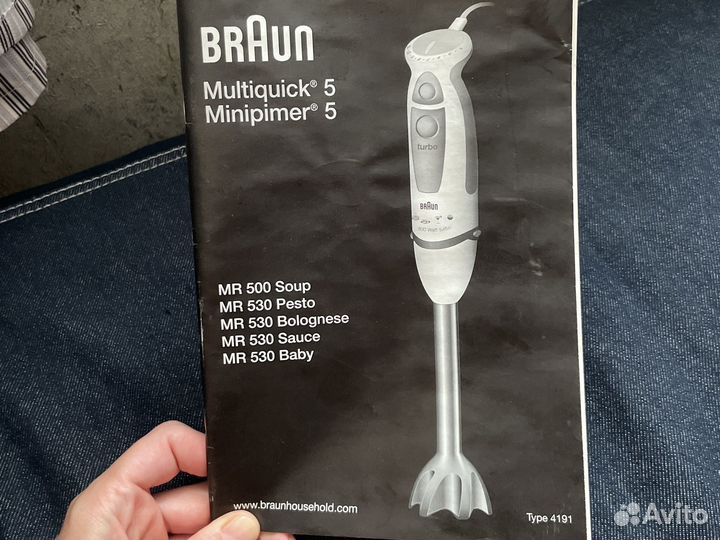 BRAUN
Multiquick® 5
Minipimer® 5
turbo
BRAUN
MR 500 Soup
MR 530 Pesto
MR 530 Bolognese
MR 530 Sauce
MR 530 Baby
www.braunhousehold.com
Type 4191
Avito